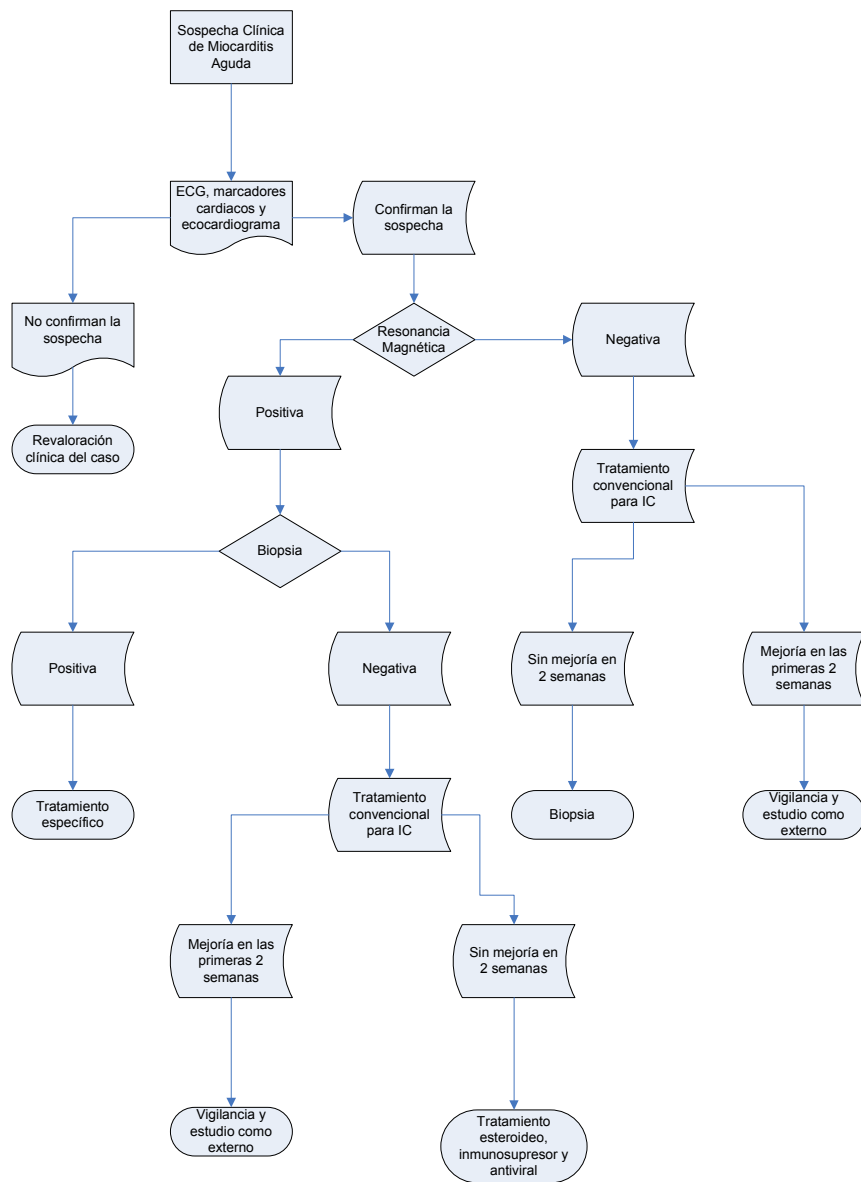 Sospecha Clínica
de Miocarditis
Aguda
ECG, marcadores
cardiacos y
ecocardiograma
Confirman la
sospecha
No confirman la
sospecha
Resonancia
Magnética
Negativa
Positiva
Revaloración
clínica del caso
Tratamiento
convencional
para IC
Biopsia
Positiva
Negativa
Sin mejoría en
2 semanas
Mejoría en las
primeras 2
semanas
Tratamiento
específico
Tratamiento
convencional
para IC
Biopsia
Vigilancia y
estudio como
externo
Mejoría en las
primeras 2
semanas
Sin mejoría en
2 semanas
Vigilancia y
estudio como
externo
Tratamiento
esteroideo,
inmunosupresor y
antiviral